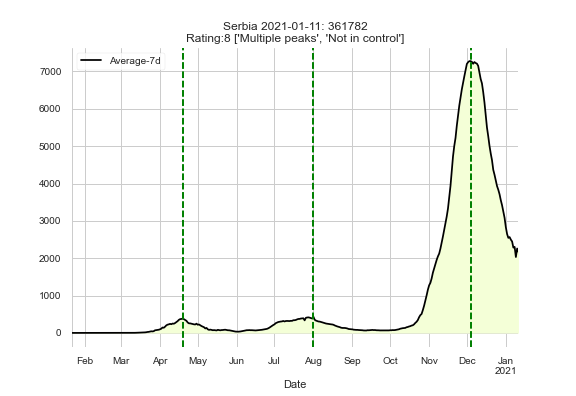 Serbia 2021-01-11: 361782
Rating:8 ['Multiple peaks', 'Not in control']
Average-7d
7000
6000
5000
4000
3000
2000
1000
0
Feb Mar Apr May Jun Jul Aug Sep Oct Nov Dec Jan
2021
Date